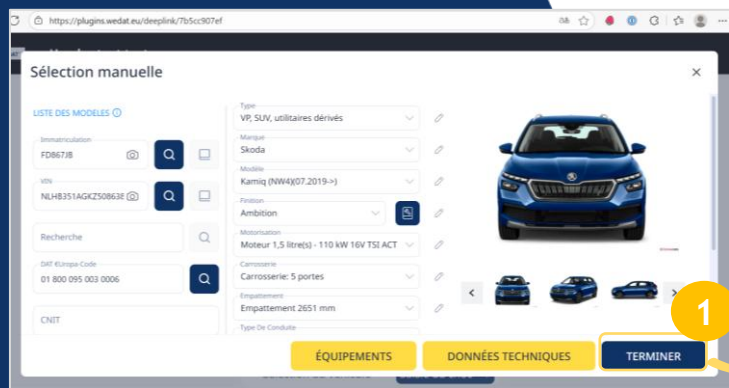 https://plugins.wedat.eu/deeplink/7b5cc907ef
Sélection manuelle
LISTE DES MODELES
Immatriculation
FD867JB
VIN
Recherche
DAT €Europa Code
01 800 095 003 0006
CNIT
Type
VP, SUV, utilitaires dérivés
Marque
Skoda
Modèle
Kamiq (NW4)(07.2019->)
Finition
Ambition
Motorisation
Moteur 1,5 litre(s) - 110 kW 16V TSI ACT
Carrosserie
Carrosserie: 5 portes
Empattement
Empattement 2651 mm
Type De Conduite
1
ÉQUIPEMENTS
DONNÉES TECHNIQUES
TERMINER